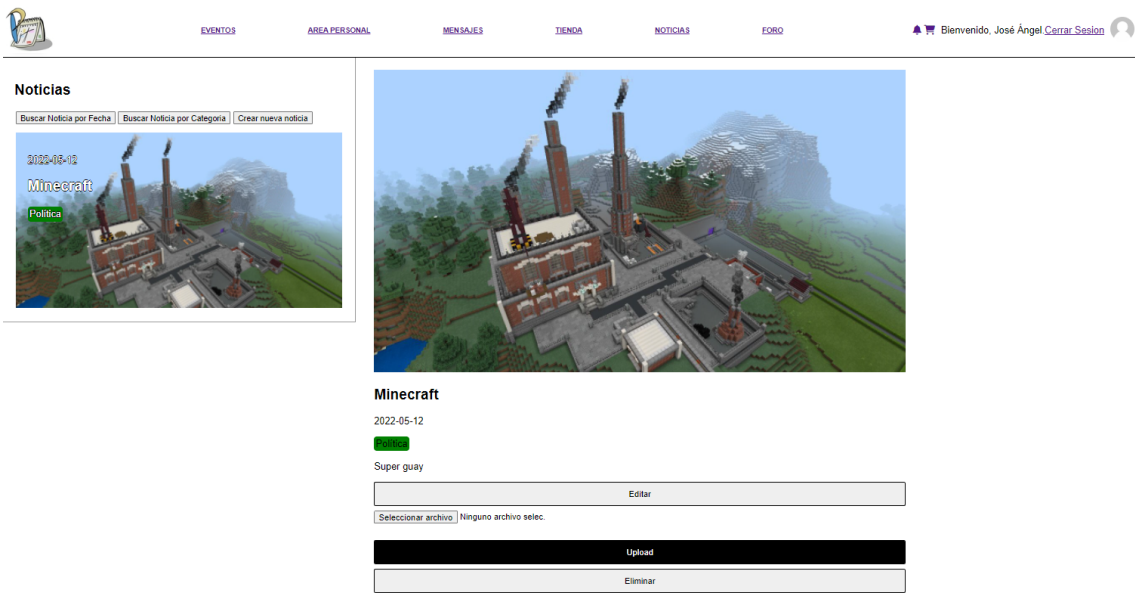 EVENTOS
AREA PERSONAL
MENSAJES
TIENDA
NOTICIAS
FORO
Bienvenido, José Ángel.Cerrar Sesion
Noticias
Buscar Noticia por Fecha
Buscar Noticia por Categoria
Crear nueva noticia
2022-05-12
Minecraft
Politica
Minecraft
2022-05-12
Politica
Super guay
Editar
Seleccionar archivo Ninguno archivo selec.
Upload
Eliminar